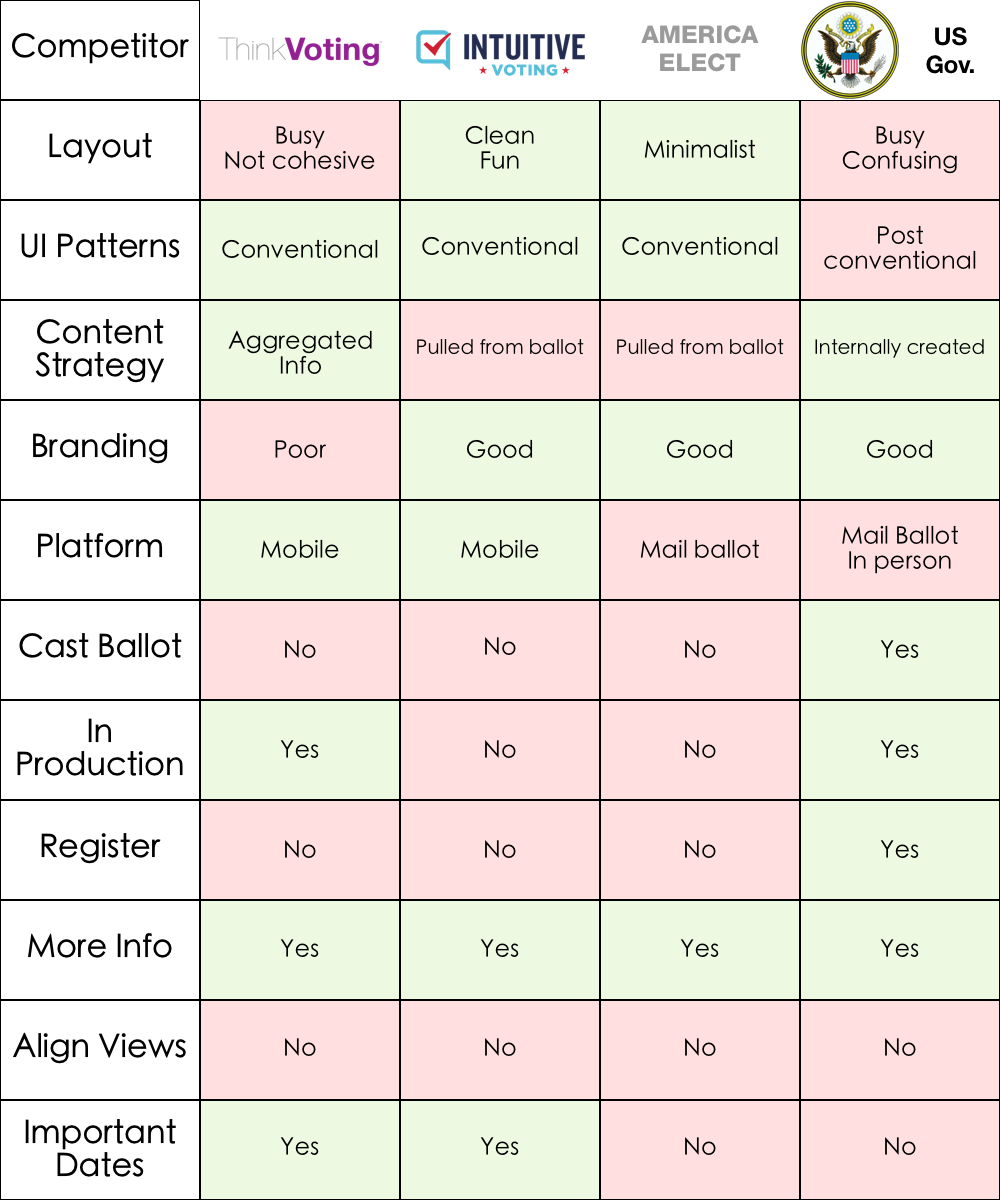 Competitor
ThinkVoting
INTUITIVE
VOTING
AMERICA
ELECT
US
Gov.
Layout
Busy
Not cohesive
Clean
Fun
Minimalist
Busy
Confusing
UI Patterns
Conventional
Conventional
Conventional
Post
conventional
Content
Strategy
Aggregated
Info
Pulled from ballot
Pulled from ballot
Internally created
Branding
Poor
Good
Good
Good
Platform
Mobile
Mobile
Mail ballot
Mail Ballot
In person
Cast Ballot
No
No
No
Yes
In
Production
Yes
No
No
Yes
Register
No
No
No
Yes
More Info
Yes
Yes
Yes
Yes
Align Views
No
No
No
No
Important
Dates
Yes
Yes
No
No